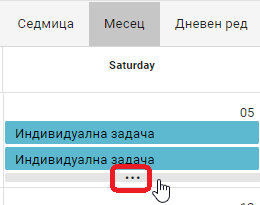 Седмица Месец Дневен ред
Saturday
05
Индивидуална задача
Индивидуална задача
•••